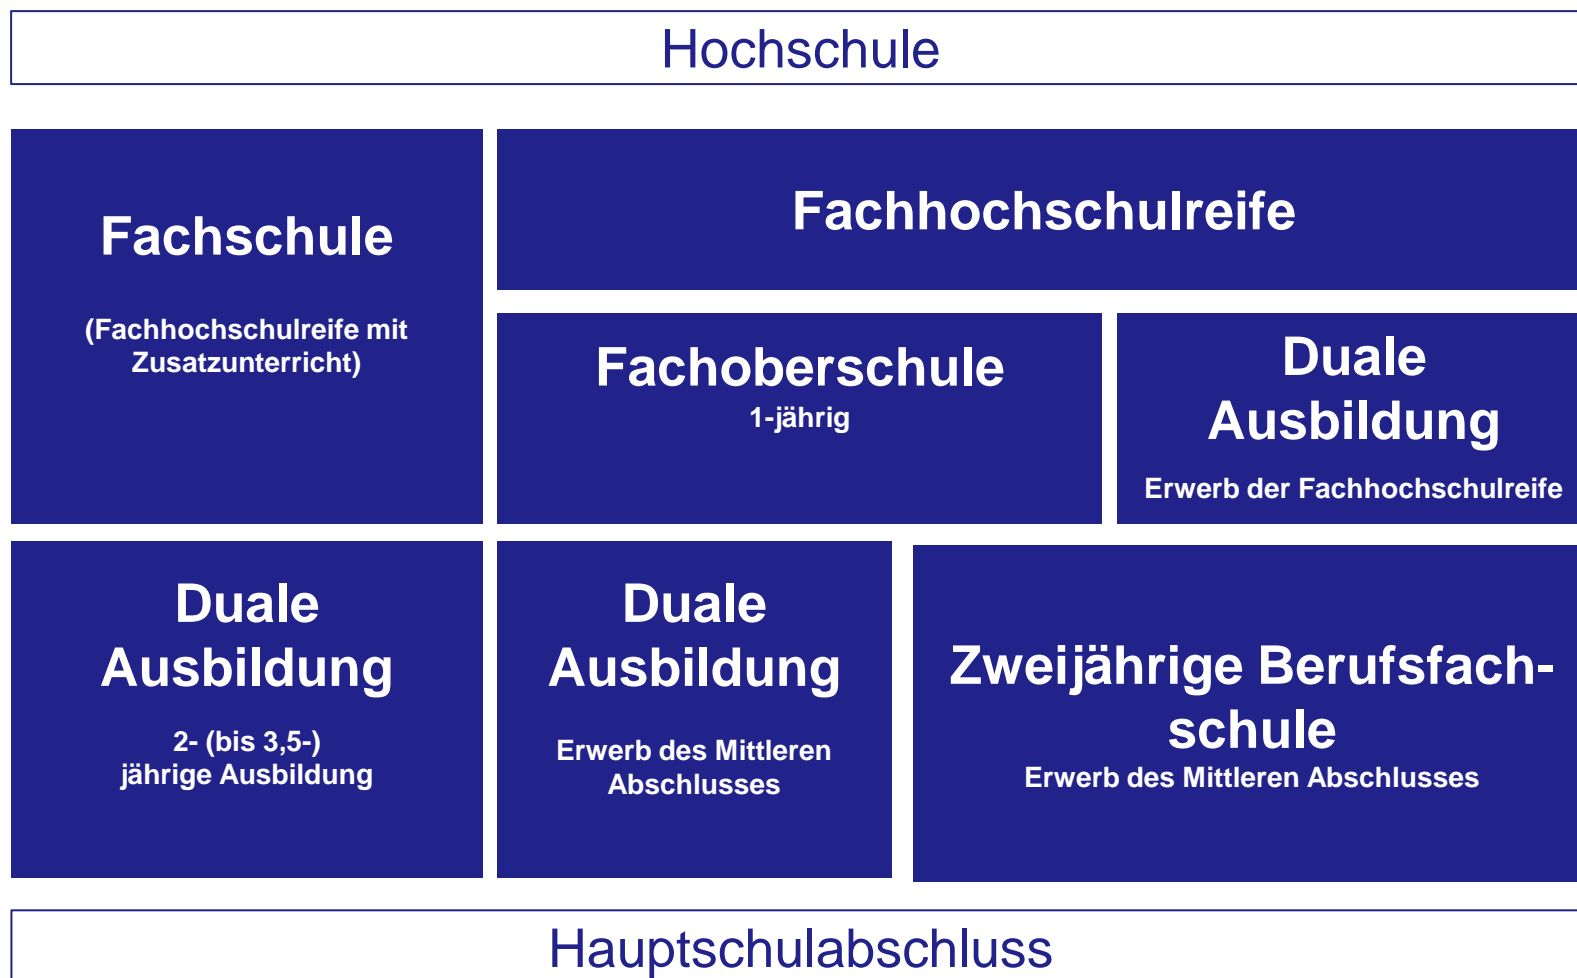 Hochschule
Fachschule
(Fachhochschulreife mit
Zusatzunterricht)
Fachhochschulreife
Fachoberschule
1-jährig
Duale
Ausbildung
Erwerb der Fachhochschulreife
Duale
Ausbildung
2- (bis 3,5-)
jährige Ausbildung
Duale
Ausbildung
Erwerb des Mittleren
Abschlusses
Zweijährige Berufsfach-
schule
Erwerb des Mittleren Abschlusses
Hauptschulabschluss